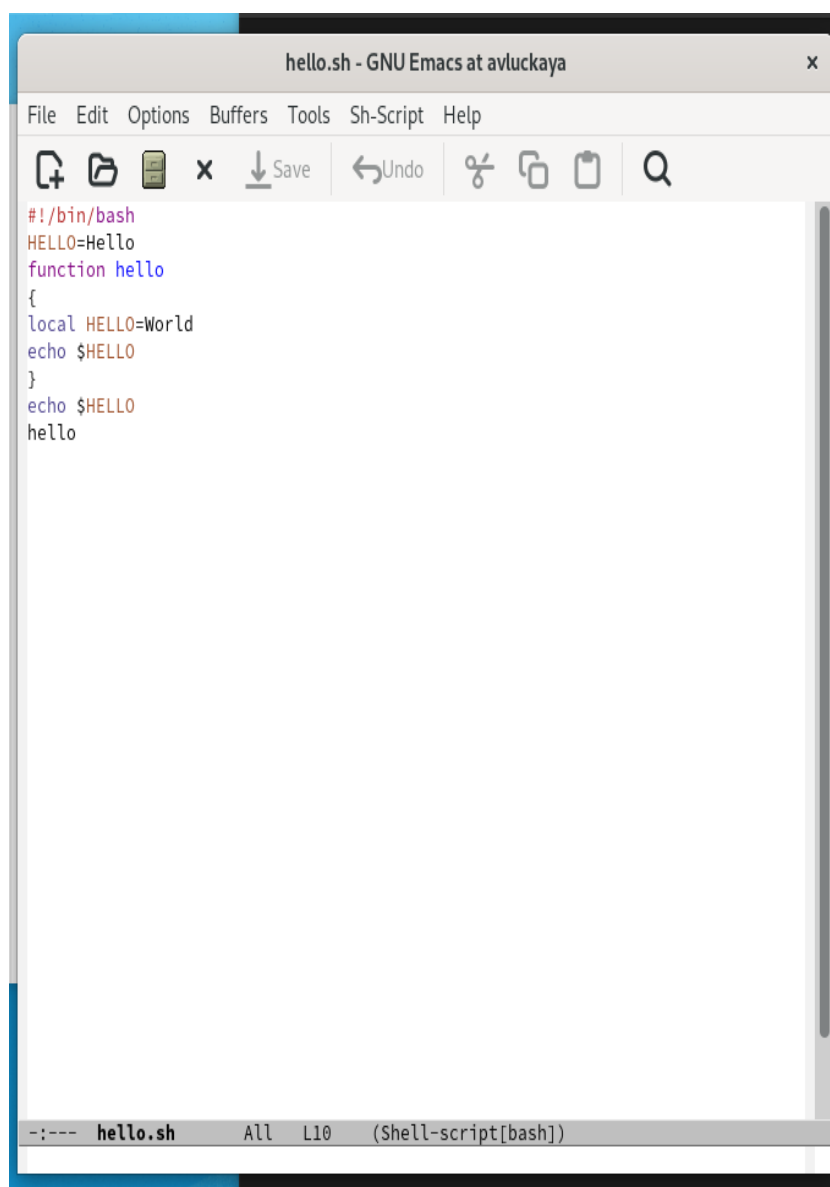 hello.sh - GNU Emacs at avluckaya
File Edit Options Buffers Tools Sh-Script Help
Save Undo
#!/bin/bash
HELLO=Hello
function hello
{
local HELLO=World
echo $HELLO
}
echo $HELLO
hello
-:--- hello.sh All L10 (Shell-script[bash])